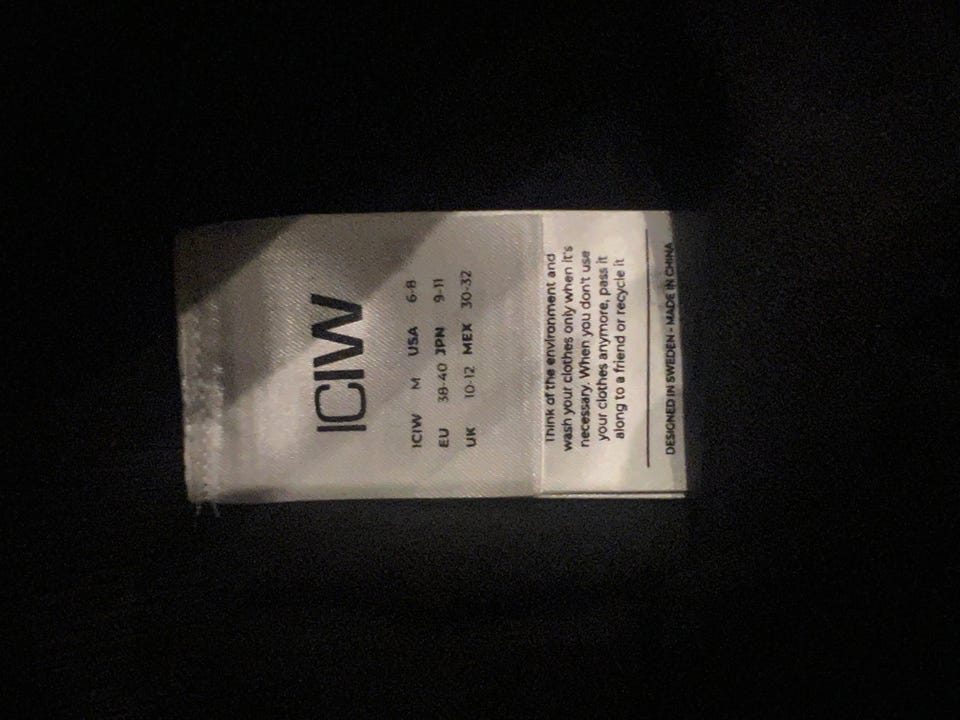 ICIW
ICIW M USA 6-8
EU 38-40 JPN 9-11
UK 10-12 MEX 30-32
Think of the environment and
wash your clothes only when it's
necessary. When you don't use
your clothes anymore, pass it
along to a friend or recycle it
DESIGNED IN SWEDEN - MADE IN CHINA